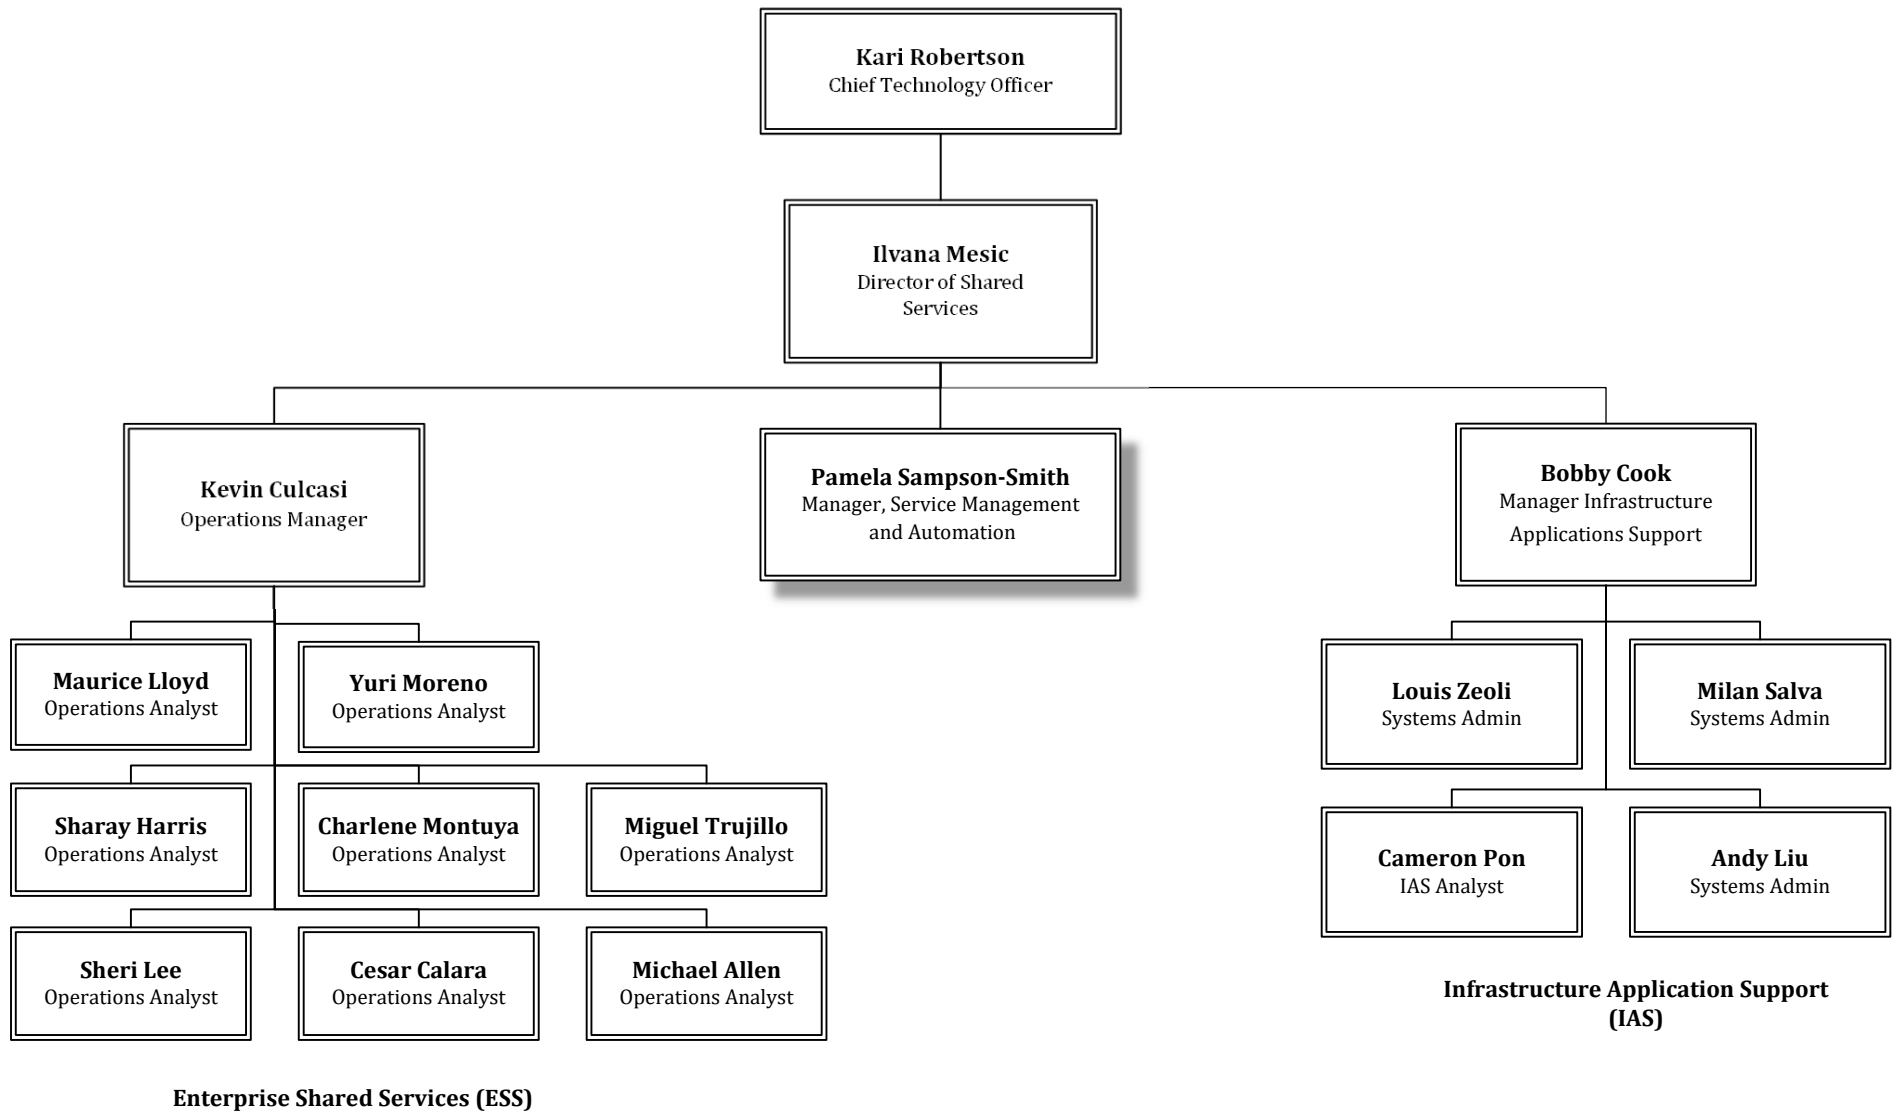 Kari Robertson
Chief Technology Officer
Ilvana Mesic
Director of Shared
Services
Kevin Culcasi
Operations Manager
Pamela Sampson-Smith
Manager, Service Management
and Automation
Bobby Cook
Manager Infrastructure
Applications Support
Maurice Lloyd
Operations Analyst
Yuri Moreno
Operations Analyst
Sharay Harris
Operations Analyst
Charlene Montuya
Operations Analyst
Miguel Trujillo
Operations Analyst
Sheri Lee
Operations Analyst
Cesar Calara
Operations Analyst
Michael Allen
Operations Analyst
Enterprise Shared Services (ESS)
Louis Zeoli
Systems Admin
Milan Salva
Systems Admin
Cameron Pon
IAS Analyst
Andy Liu
Systems Admin
Infrastructure Application Support
(IAS)